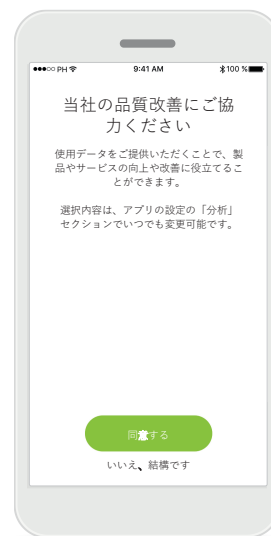 PH 9:41 AM 100 %
当社の品質改善にご協
力ください
使用データをご提供いただくことで、製
品やサービスの向上や改善に役立てるこ
とができます。
選択内容は、アプリの設定の「分析」
セクションでいつでも変更可能です。
同意する
いいえ、結構です